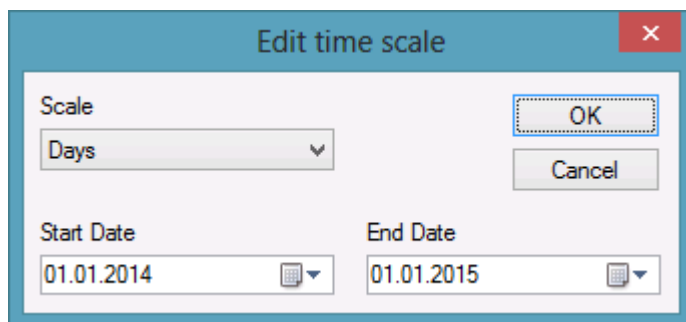 Edit time scale
Scale
OK
Days
Cancel
Start Date
End Date
01.01.2014
01.01.2015